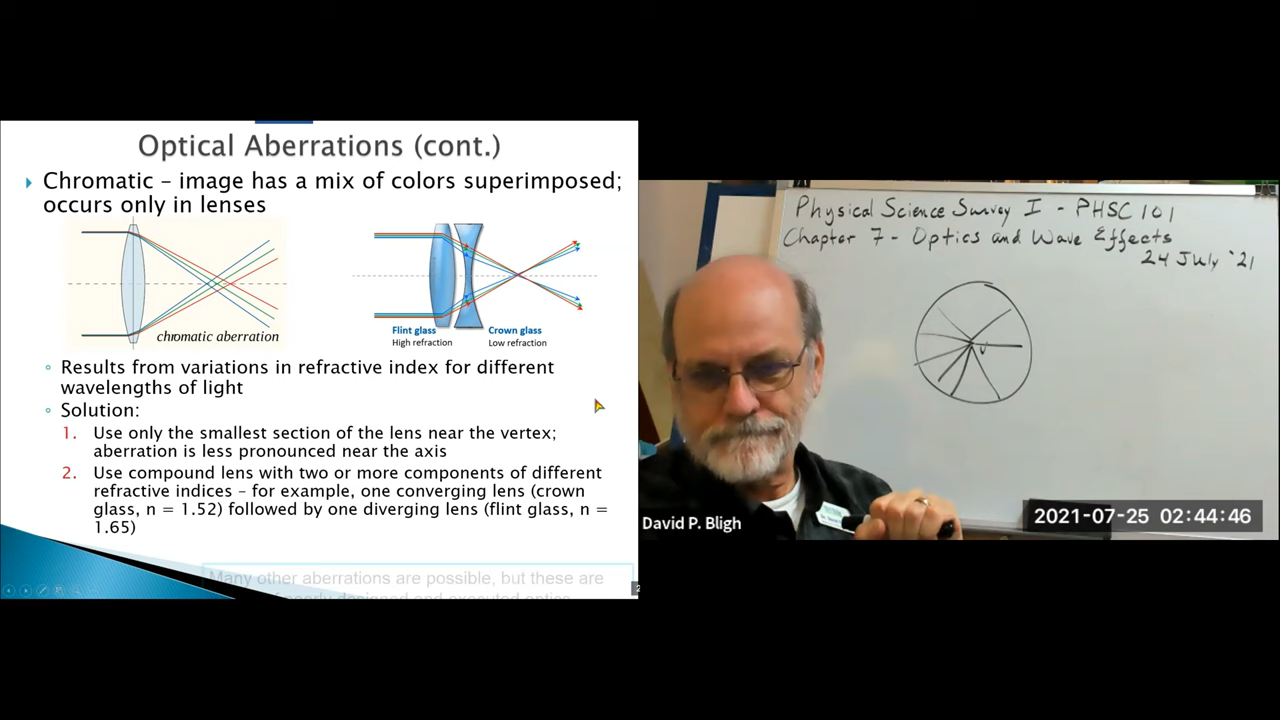 Optical Aberrations (cont.)
Chromatic – image has a mix of colors superimposed;
occurs only in lenses
chromatic aberration
Flint glass
High refraction
Crown glass
Low refraction
Results from variations in refractive index for different
wavelengths of light
Solution:
1. Use only the smallest section of the lens near the vertex;
aberration is less pronounced near the axis
2. Use compound lens with two or more components of different
refractive indices – for example, one converging lens (crown
glass, n = 1.52) followed by one diverging lens (flint glass, n =
1.65)
Many other aberrations are possible, but these are
poorly designed and executed optics
2
Physical Science Survey I - PHSC 101
Chapter 7 - Optics and Wave Effects
24 July '21
David P. Bligh
2021-07-25 02:44:46